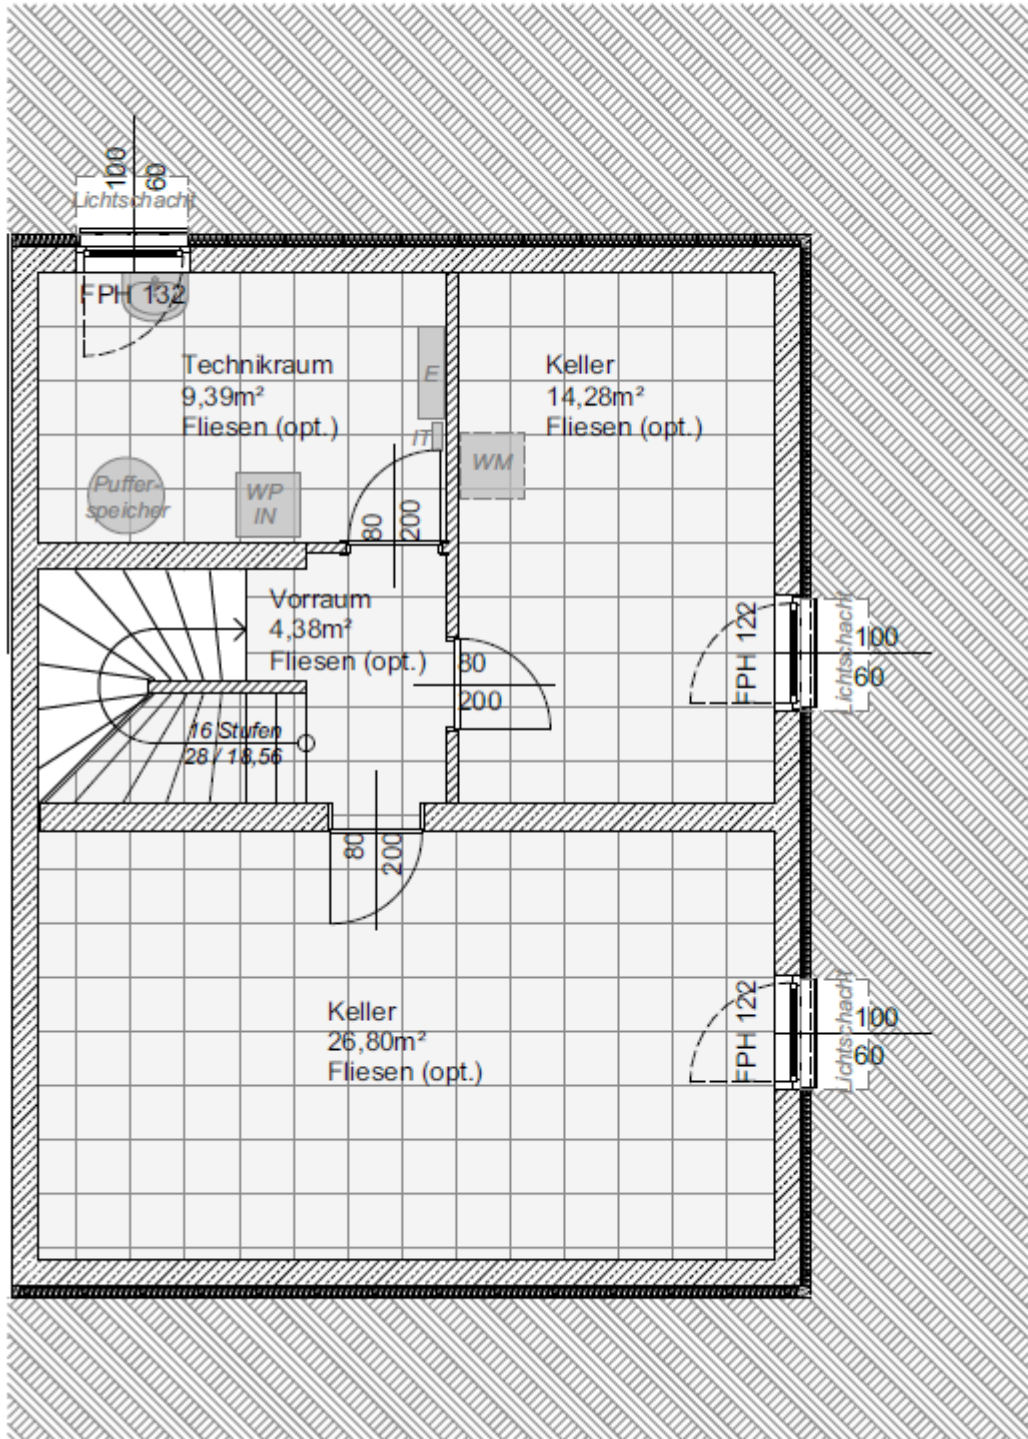 100
60
Lichtschacht
FPH 132
Technikraum
9,39m²
Fliesen (opt.)
E
IT
Keller
14,28m²
Fliesen (opt.)
WM
Puffer-
speicher
WP
IN
80
200
Vorraum
4,38m²
Fliesen (opt.)
80
200
FPH 122
Lichtschacht
100
60
16 Stufen
28 / 18,56
80
200
Keller
26,80m²
Fliesen (opt.)
FPH 122
Lichtschacht
100
60